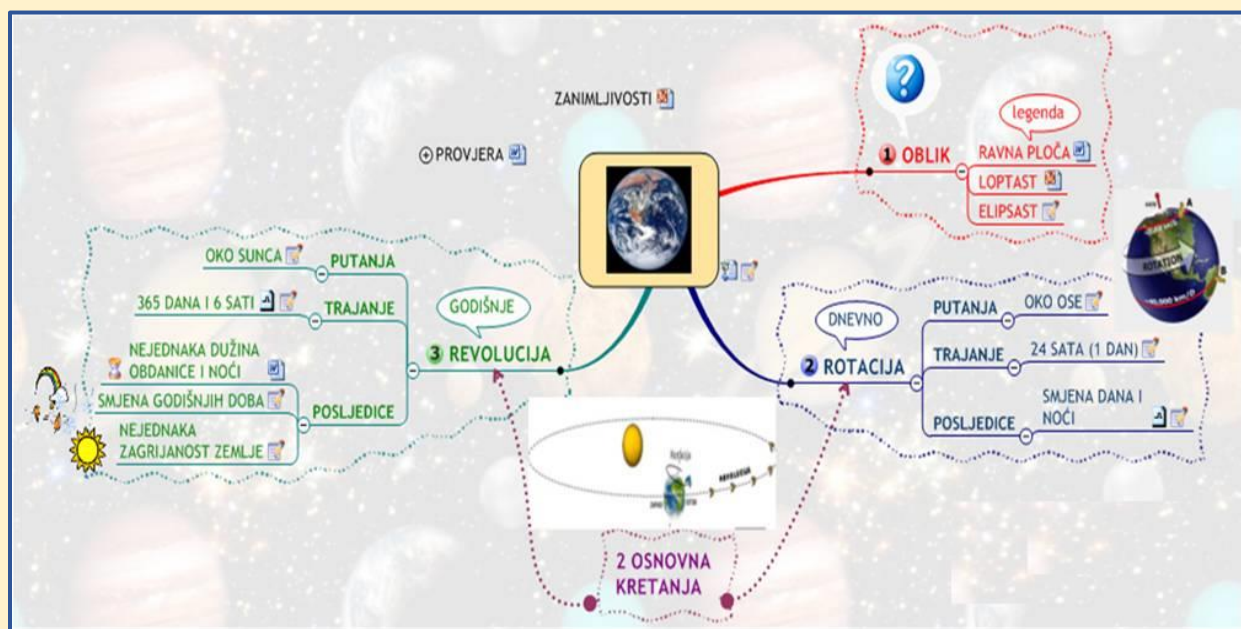 ZANIMLJIVOSTI
PROVJERA
1 OBLIK
legenda
RAVNA PLOČA
LOPTAST
ELIPSAST
ROTATION
A
B
DNEVNO
2 ROTACIJA
PUTANJA
OKO OSE
TRAJANJE
24 SATA (1 DAN)
POSLJEDICE
SMJENA DANA I
NOĆI
GODIŠNJE
3 REVOLUCIJA
PUTANJA
OKO SUNCA
TRAJANJE
365 DANA I 6 SATI
POSLJEDICE
NEJEDNAKA DUŽINA
OBDANICE I NOĆI
SMJENA GODIŠNJIH DOBA
NEJEDNAKA
ZAGRIJANOST ZEMLJE
Rotacija
REVOLUCIJA
2 OSNOVNA
KRETANJA